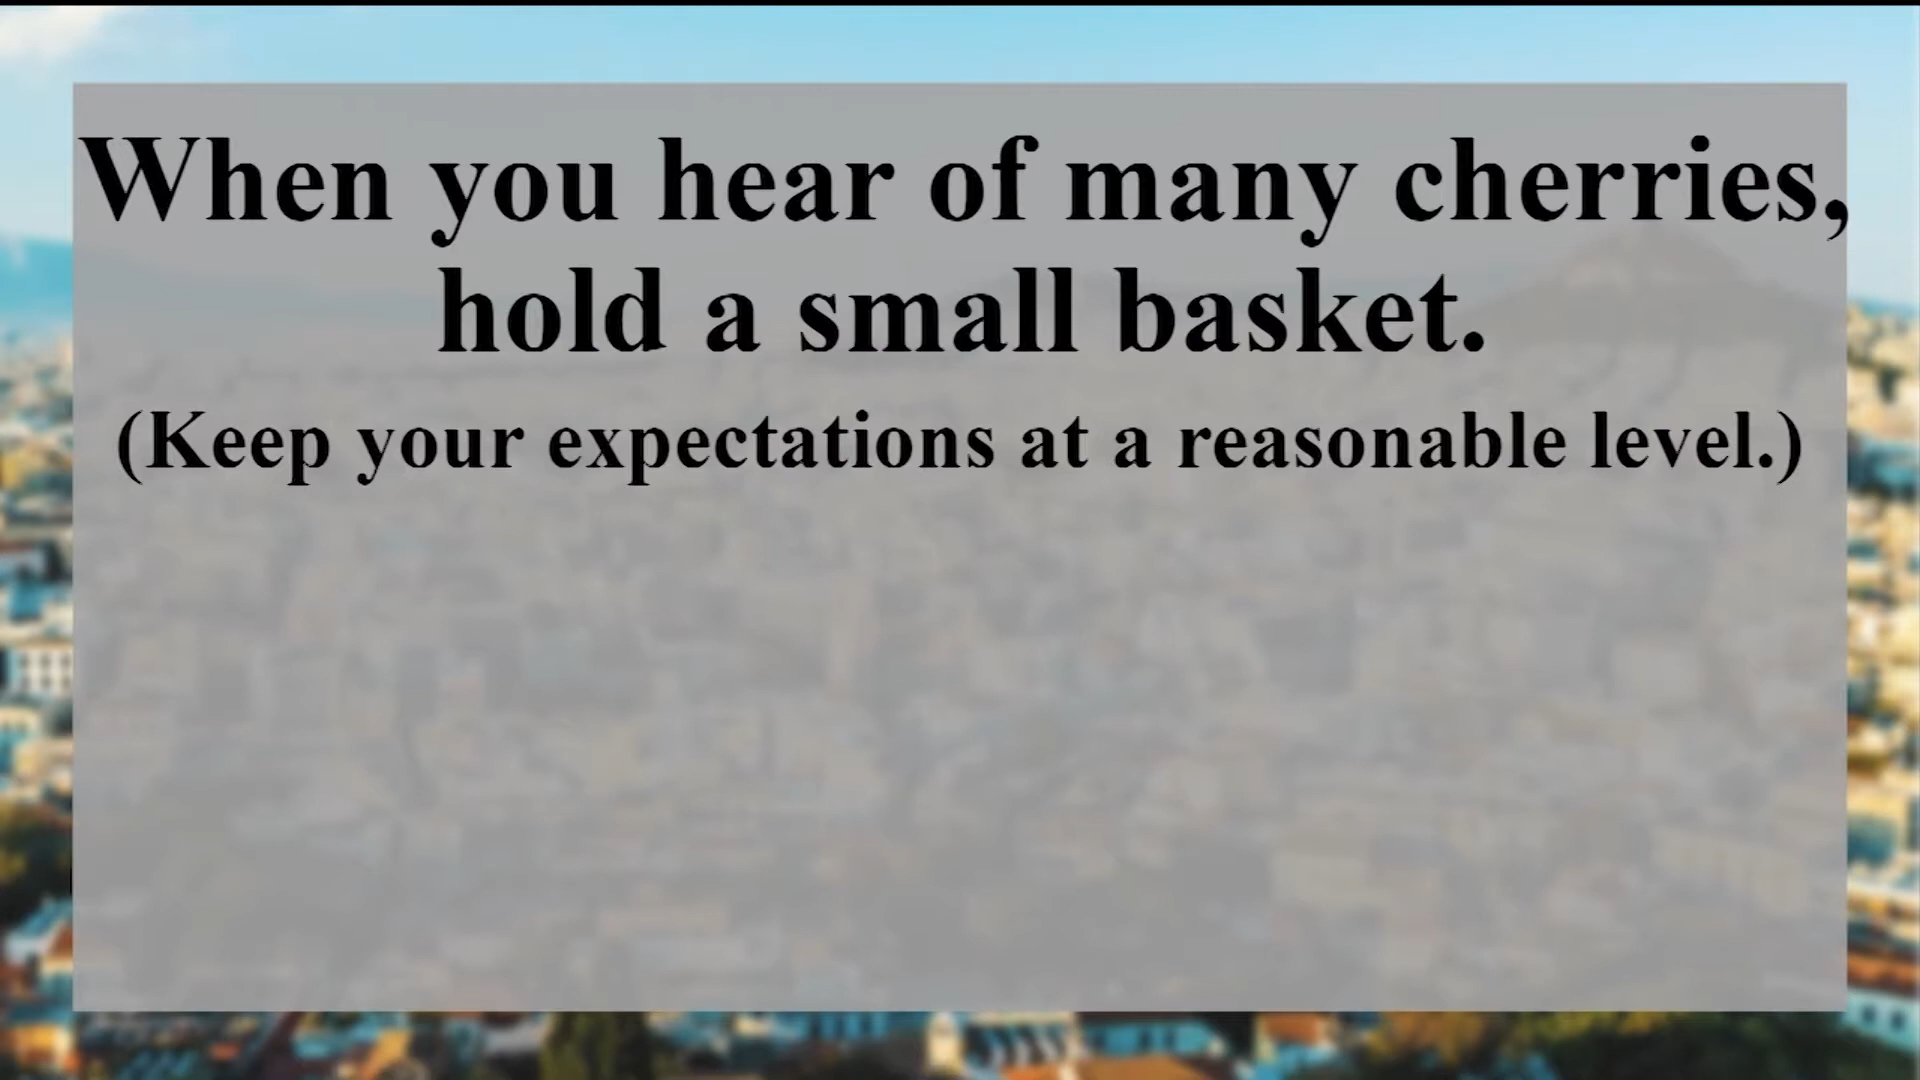 When you hear of many cherries,
hold a small basket.
(Keep your expectations at a reasonable level.)